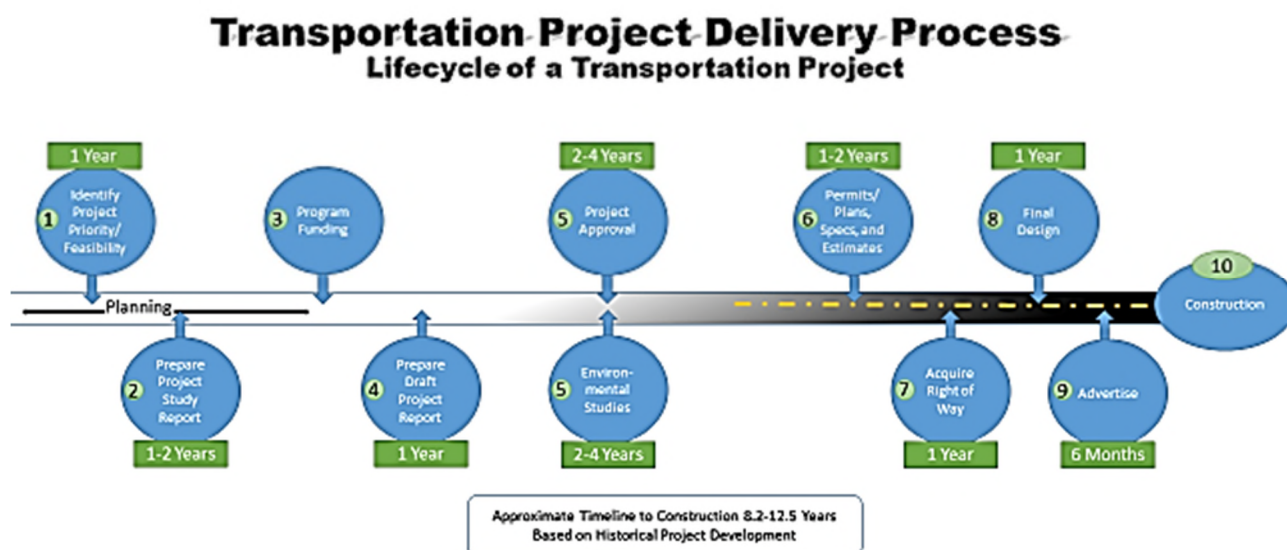 Transportation Project Delivery Process
Lifecycle of a Transportation Project
1 Year
1
Identify
Project
Priority/
Feasibility
3
Program
Funding
2-4 Years
5
Project
Approval
1-2 Years
6
Permits/
Plans,
Specs, and
Estimates
1 Year
8
Final
Design
10
Construction
Planning
2
Prepare
Project
Study
Report
1-2 Years
4
Prepare
Draft
Project
Report
1 Year
5
Environ-
mental
Studies
2-4 Years
7
Acquire
Right of
Way
1 Year
9
Advertise
6 Months
Approximate Timeline to Construction 8.2-12.5 Years
Based on Historical Project Development